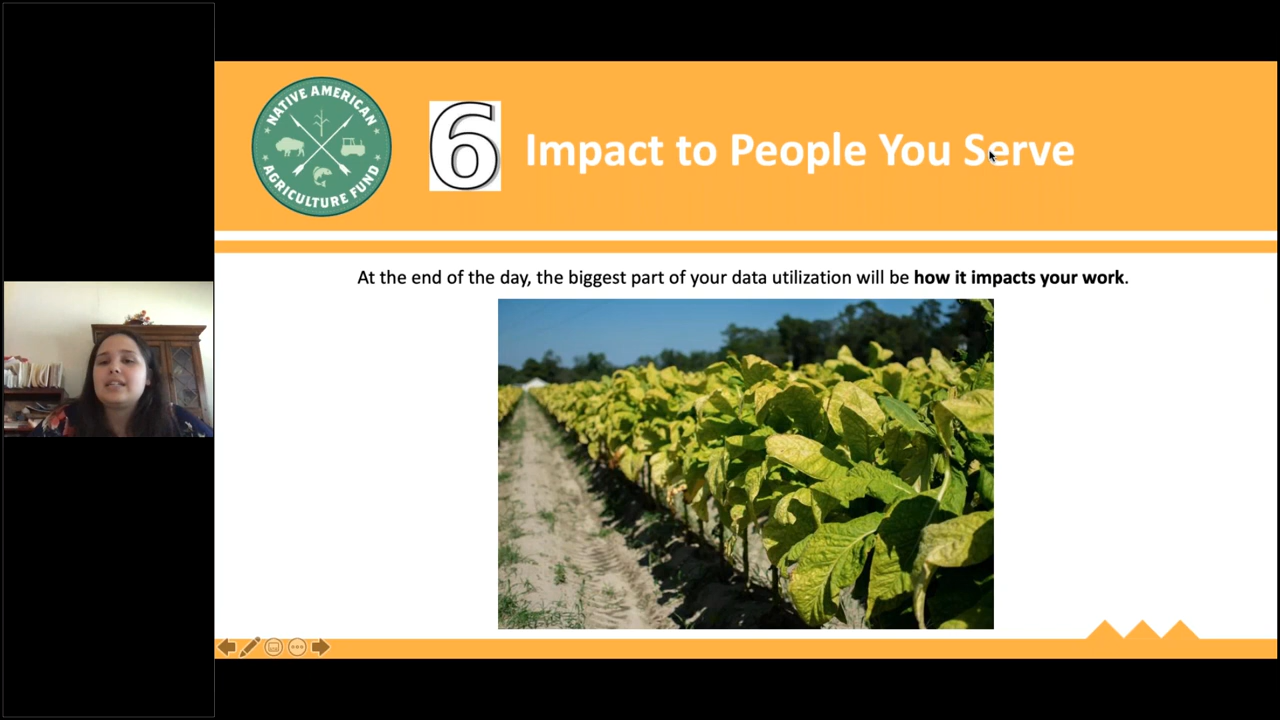 NATIVE AMERICAN
AGRICULTURE FUND
6
Impact to People You Serve
At the end of the day, the biggest part of your data utilization will be how it impacts your work.